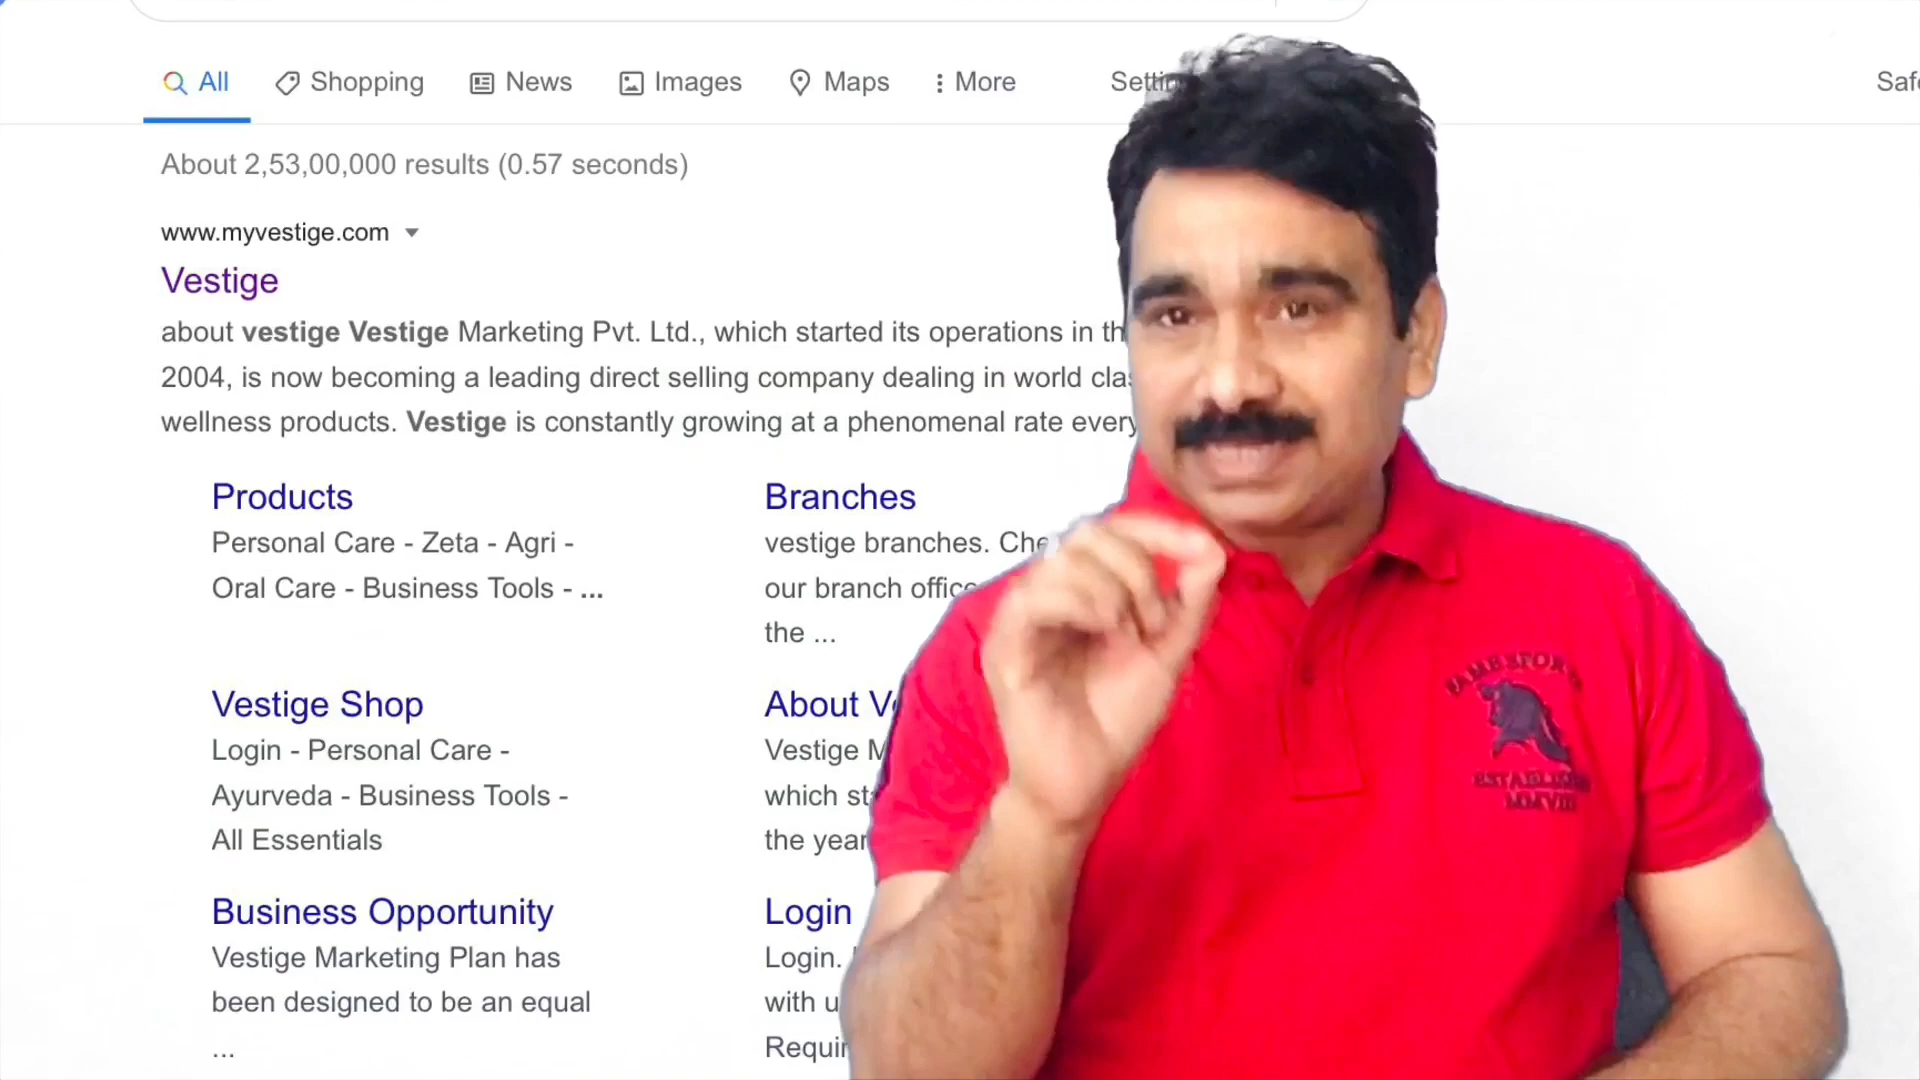 All Shopping News Images Maps More
About 2,53,00,000 results (0.57 seconds)
www.myvestige.com
Vestige
about vestige Vestige Marketing Pvt. Ltd., which started its operations in
2004, is now becoming a leading direct selling company dealing in world
wellness products. Vestige is constantly growing at a phenomenal rate every
Products
Personal Care - Zeta - Agri -
Oral Care - Business Tools - ...
Branches
vestige branches.
our branch
the ...
Vestige Shop
Login - Personal Care -
Ayurveda - Business Tools -
All Essentials
About
Vestige
which
the year
Business Opportunity
Vestige Marketing Plan has
been designed to be an equal
...
Login
Login.
with